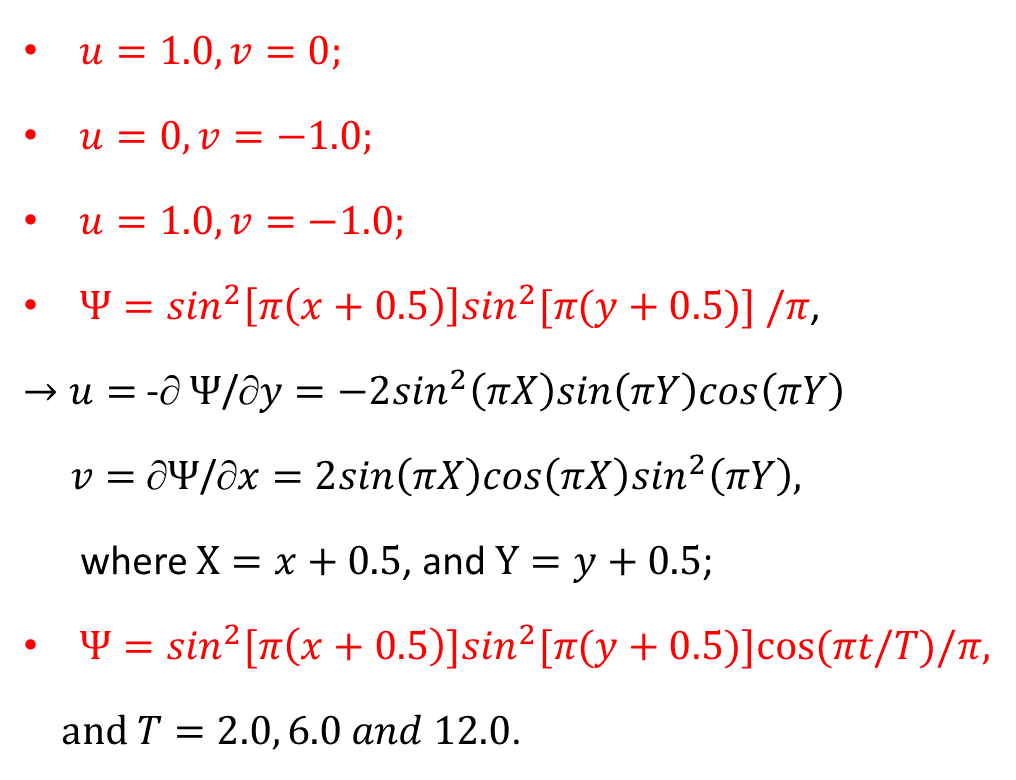 • u = 1.0, v = 0;
• u = 0, v = −1.0;
• u = 1.0, v = −1.0;
• Ψ = sin²[π(x + 0.5)]sin²[π(y + 0.5)] /π,
→ u = -∂ Ψ/∂y = −2sin²(πX)sin(πY)cos(πY)
v = ∂Ψ/∂x = 2sin(πX)cos(πX)sin²(πY),
where X = x + 0.5, and Y = y + 0.5;
• Ψ = sin²[π(x + 0.5)]sin²[π(y + 0.5)]cos(πt/T)/π,
and T = 2.0, 6.0 and 12.0.